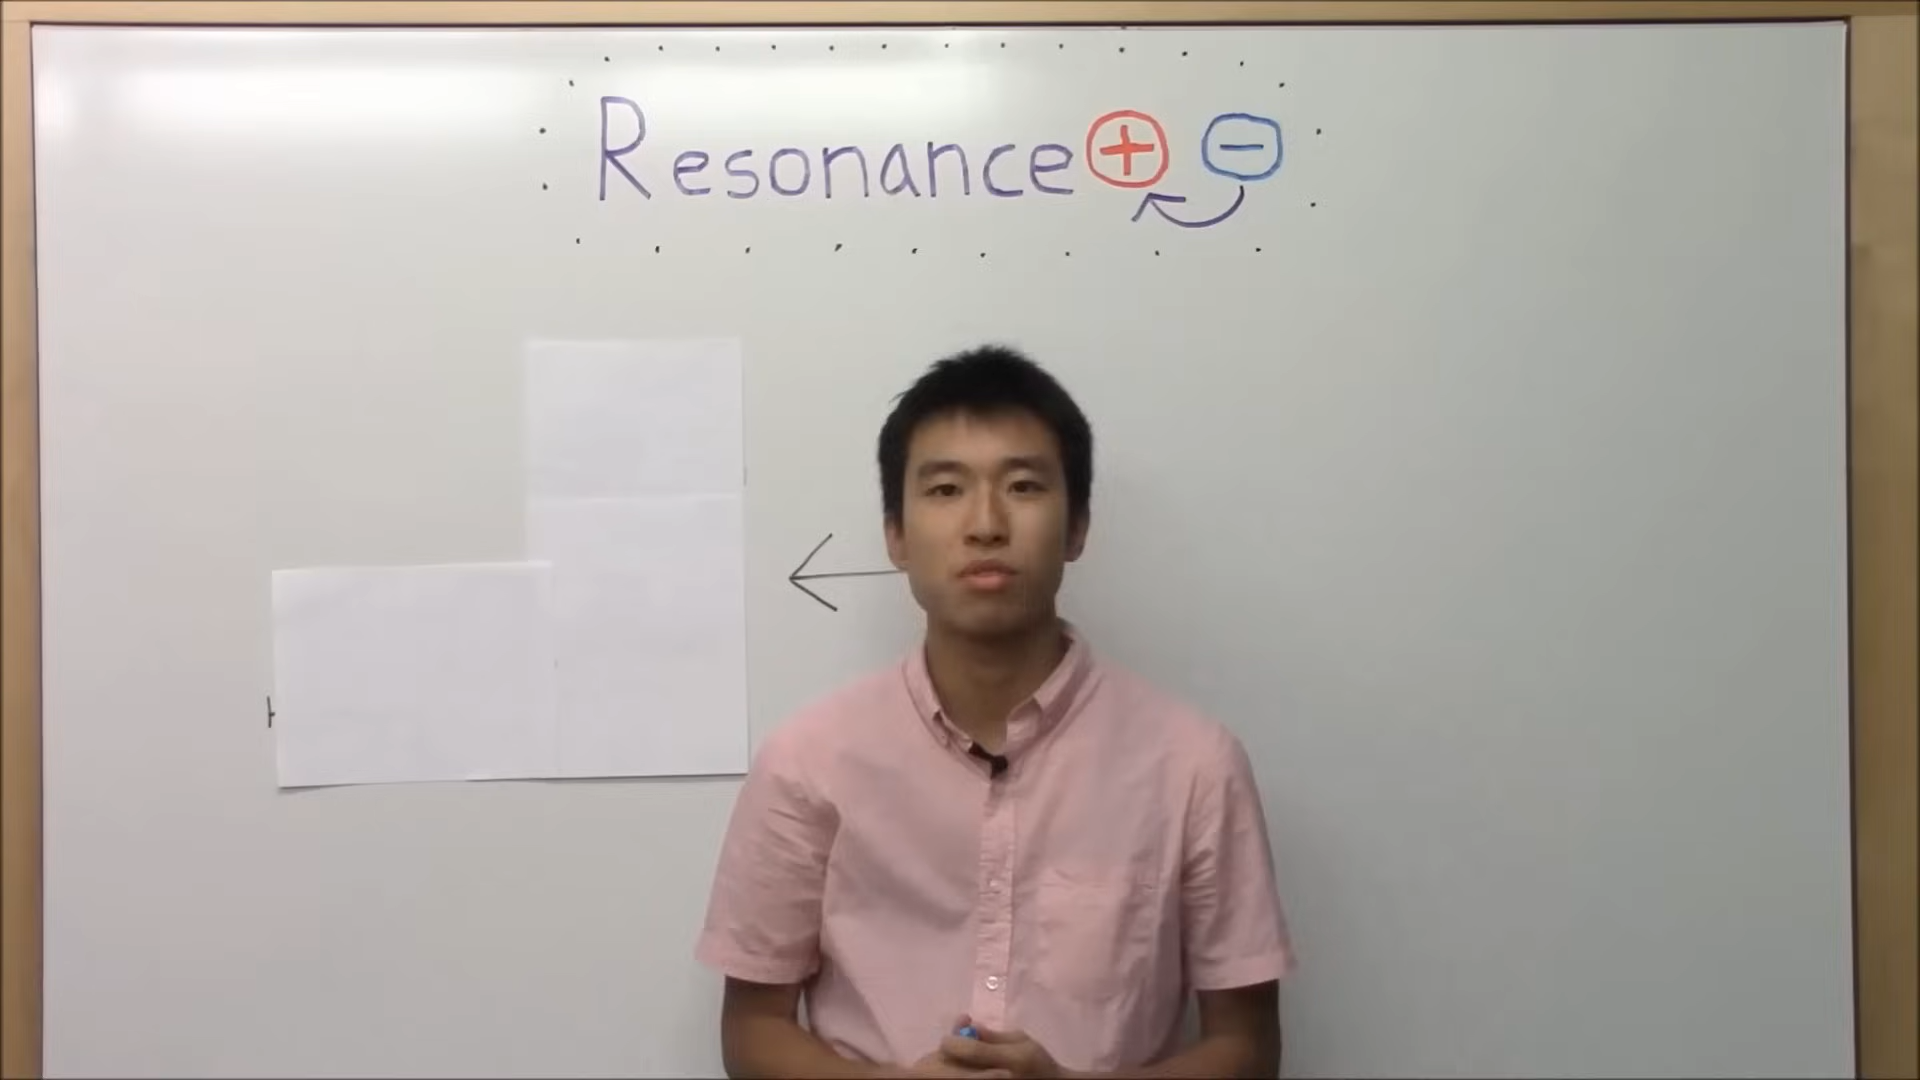 Resonance + −
H